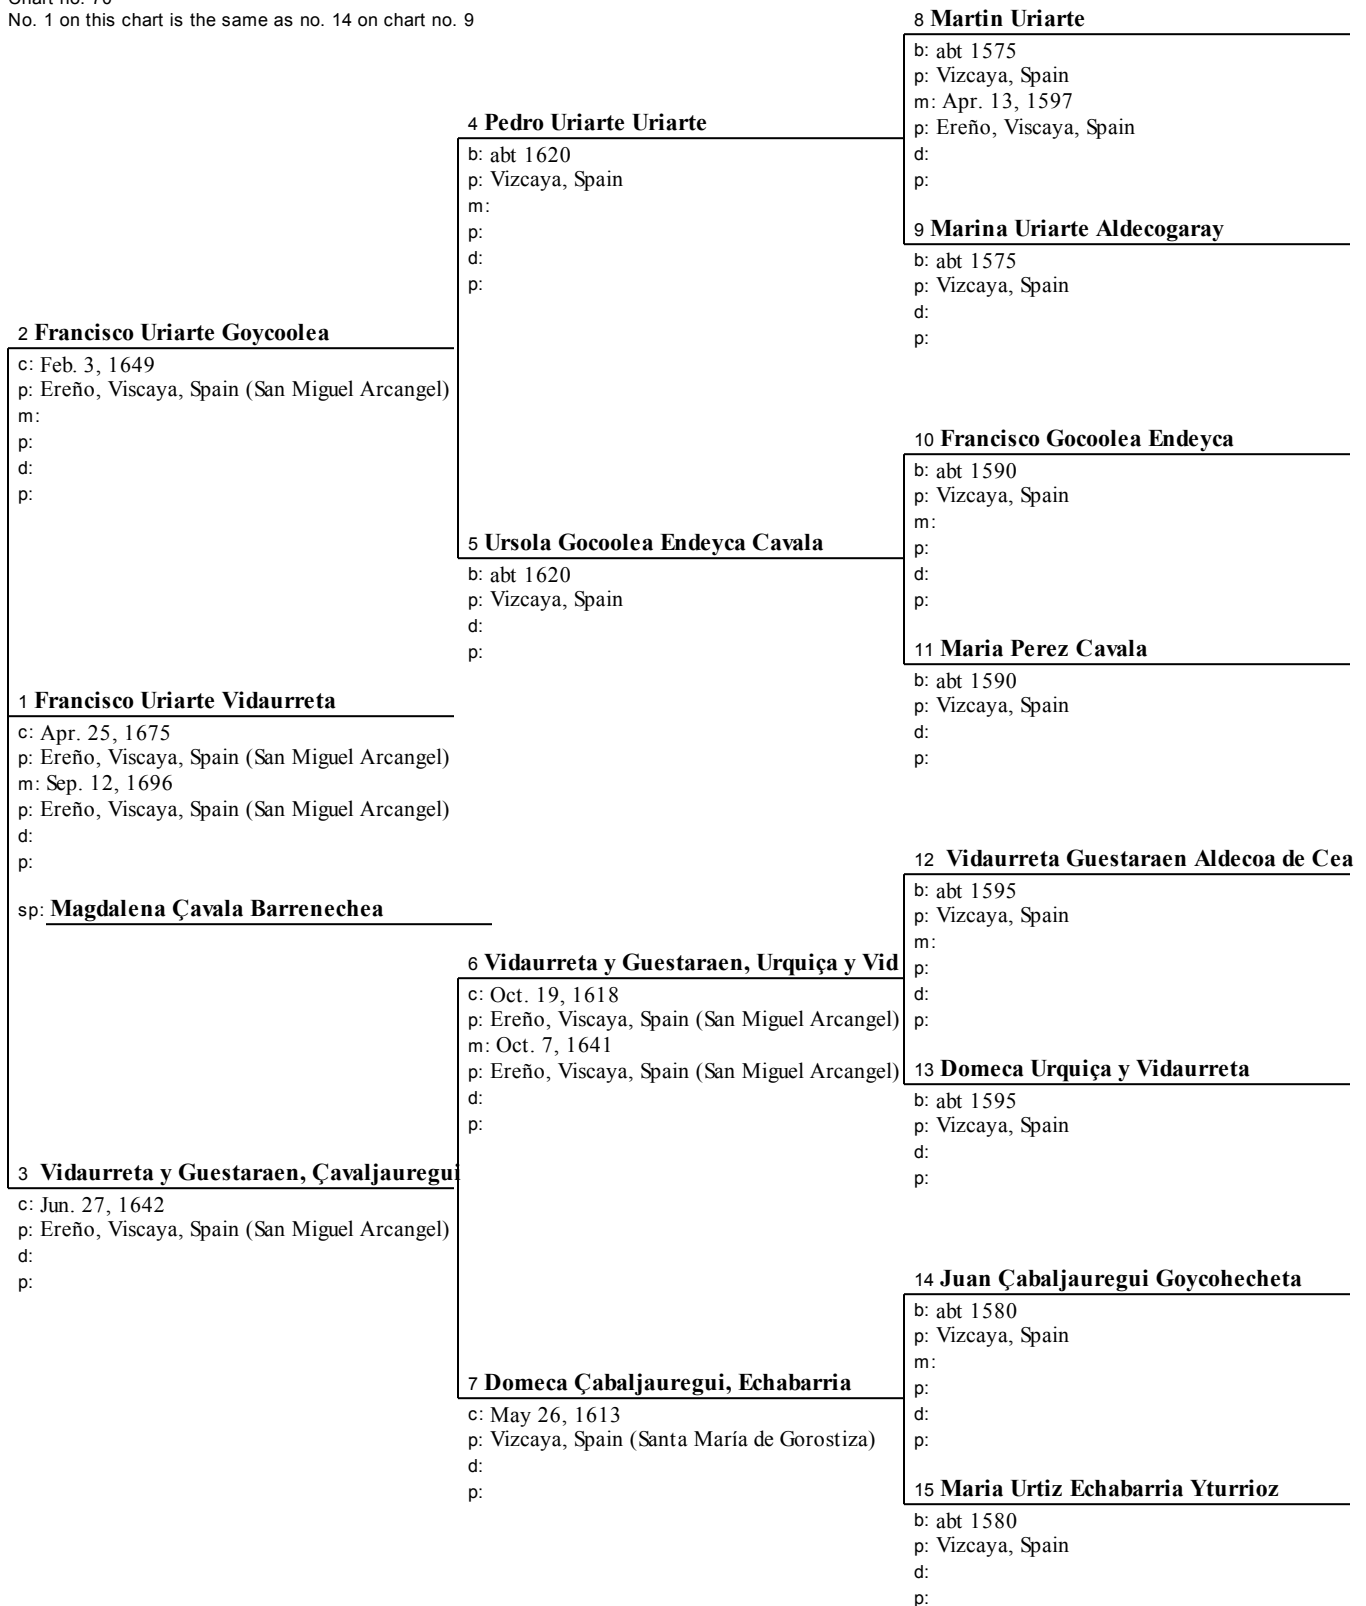 No. 1 on this chart is the same as no. 14 on chart no. 9
8 Martin Uriarte
b: abt 1575
p: Vizcaya, Spain
m: Apr. 13, 1597
p: Ereño, Viscaya, Spain
d:
p:
4 Pedro Uriarte Uriarte
b: abt 1620
p: Vizcaya, Spain
m:
p:
d:
p:
9 Marina Uriarte Aldecogaray
b: abt 1575
p: Vizcaya, Spain
d:
p:
2 Francisco Uriarte Goycoolea
c: Feb. 3, 1649
p: Ereño, Viscaya, Spain (San Miguel Arcangel)
m:
p:
d:
p:
10 Francisco Gocoolea Endeyca
b: abt 1590
p: Vizcaya, Spain
m:
p:
d:
p:
5 Ursola Gocoolea Endeyca Cavala
b: abt 1620
p: Vizcaya, Spain
d:
p:
11 Maria Perez Cavala
b: abt 1590
p: Vizcaya, Spain
d:
p:
1 Francisco Uriarte Vidaurreta
c: Apr. 25, 1675
p: Ereño, Viscaya, Spain (San Miguel Arcangel)
m: Sep. 12, 1696
p: Ereño, Viscaya, Spain (San Miguel Arcangel)
d:
p:
sp: Magdalena Çavala Barrenechea
12 Vidaurreta Guestaraen Aldecoa de Cea
b: abt 1595
p: Vizcaya, Spain
m:
p:
d:
p:
6 Vidaurreta y Guestaraen, Urquiça y Vid
c: Oct. 19, 1618
p: Ereño, Viscaya, Spain (San Miguel Arcangel)
m: Oct. 7, 1641
p: Ereño, Viscaya, Spain (San Miguel Arcangel)
d:
p:
13 Domeca Urquiça y Vidaurreta
b: abt 1595
p: Vizcaya, Spain
d:
p:
3 Vidaurreta y Guestaraen, Çavaljauregui
c: Jun. 27, 1642
p: Ereño, Viscaya, Spain (San Miguel Arcangel)
d:
p:
14 Juan Çabaljauregui Goycohecheta
b: abt 1580
p: Vizcaya, Spain
m:
p:
d:
p:
7 Domeca Çabaljauregui, Echabarria
c: May 26, 1613
p: Vizcaya, Spain (Santa María de Gorostiza)
d:
p:
15 Maria Urtiz Echabarria Yturrioz
b: abt 1580
p: Vizcaya, Spain
d:
p: